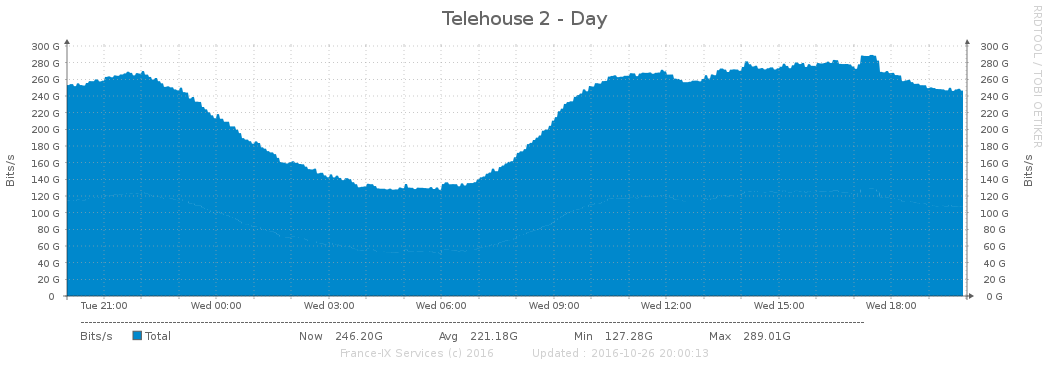 Telehouse 2 - Day
RRDTOOL / TOBI OETIKER
300 G 300 G
280 G 280 G
260 G 260 G
240 G 240 G
220 G 220 G
200 G 200 G
180 G 180 G
160 G 160 G
140 G 140 G
120 G 120 G
100 G 100 G
80 G 80 G
60 G 60 G
40 G 40 G
20 G 20 G
0 0 G
Bits/s
Bits/s
Tue 21:00 Wed 00:00 Wed 03:00 Wed 06:00 Wed 09:00 Wed 12:00 Wed 15:00 Wed 18:00
Bits/s Total Now 246.20G Avg 221.18G Min 127.28G Max 289.01G
France-IX Services (c) 2016 Updated : 2016-10-26 20:00:13